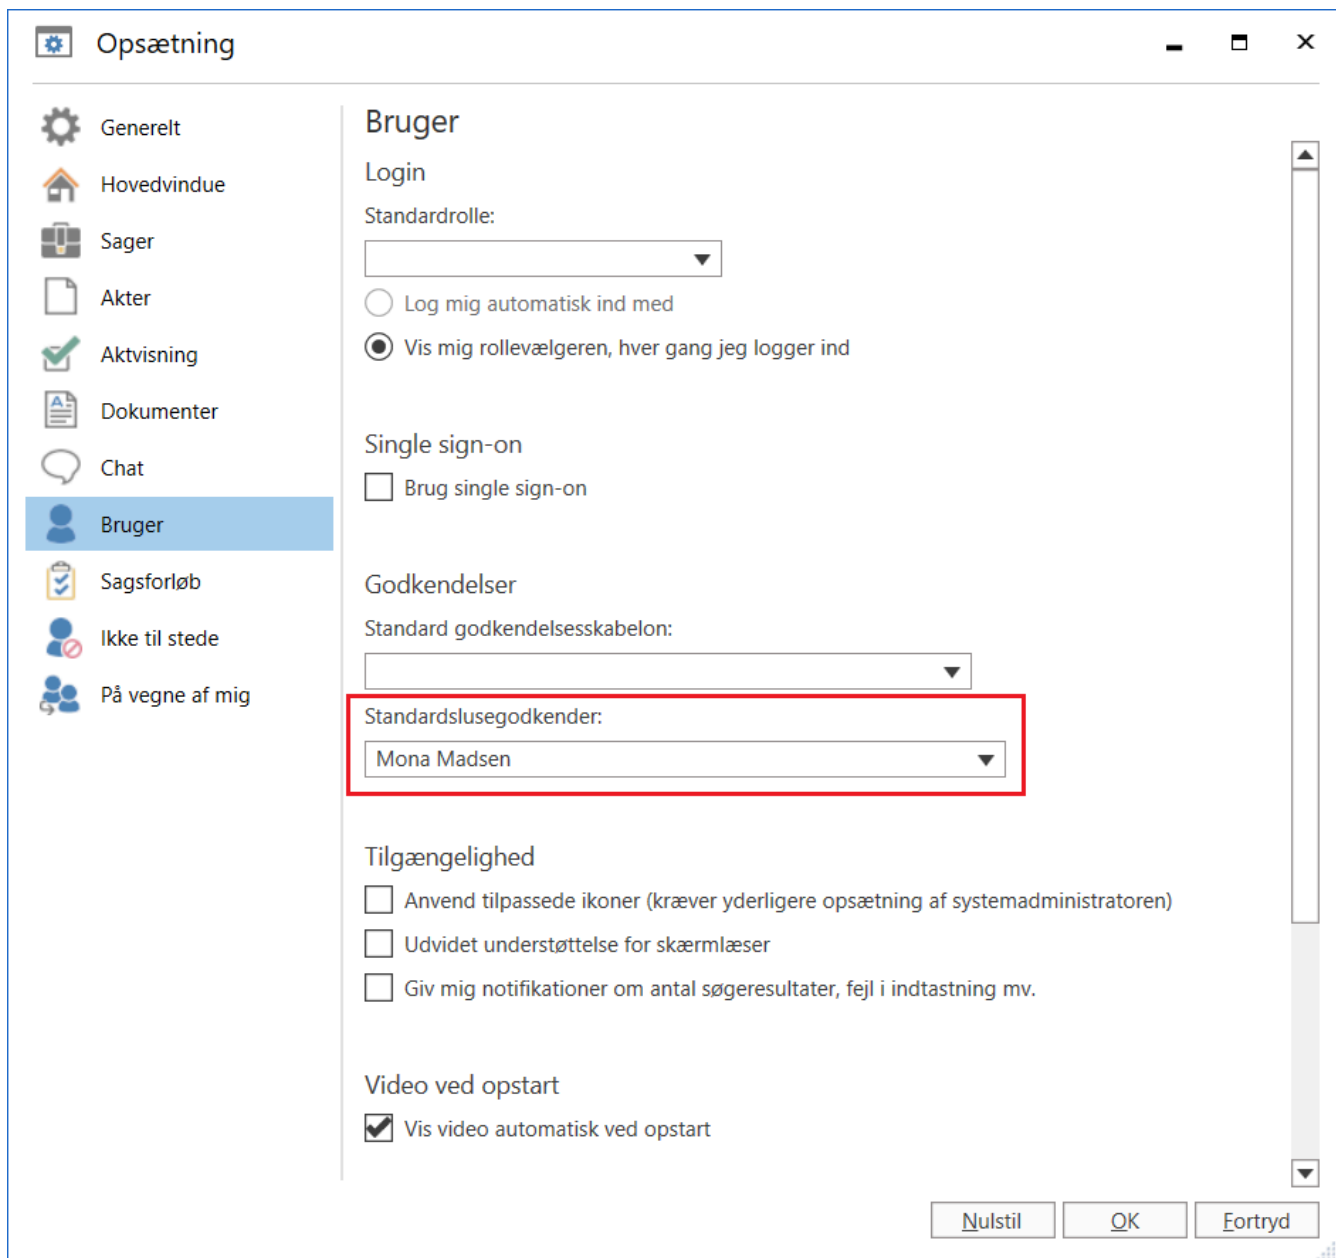 Opsætning
Generelt
Hovedvindue
Sager
Akter
Aktvisning
Dokumenter
Chat
Bruger
Sagsforløb
Ikke til stede
På vegne af mig
Bruger
Login
Standardrolle:
Log mig automatisk ind med
Vis mig rollevælgeren, hver gang jeg logger ind
Single sign-on
Brug single sign-on
Godkendelser
Standard godkendelsesskabelon:
Standardslusegodkender:
Mona Madsen
Tilgængelighed
Anvend tilpassede ikoner (kræver yderligere opsætning af systemadministratoren)
Udvidet understøttelse for skærmlæser
Giv mig notifikationer om antal søgeresultater, fejl i indtastning mv.
Video ved opstart
Vis video automatisk ved opstart
Nulstil OK Fortryd